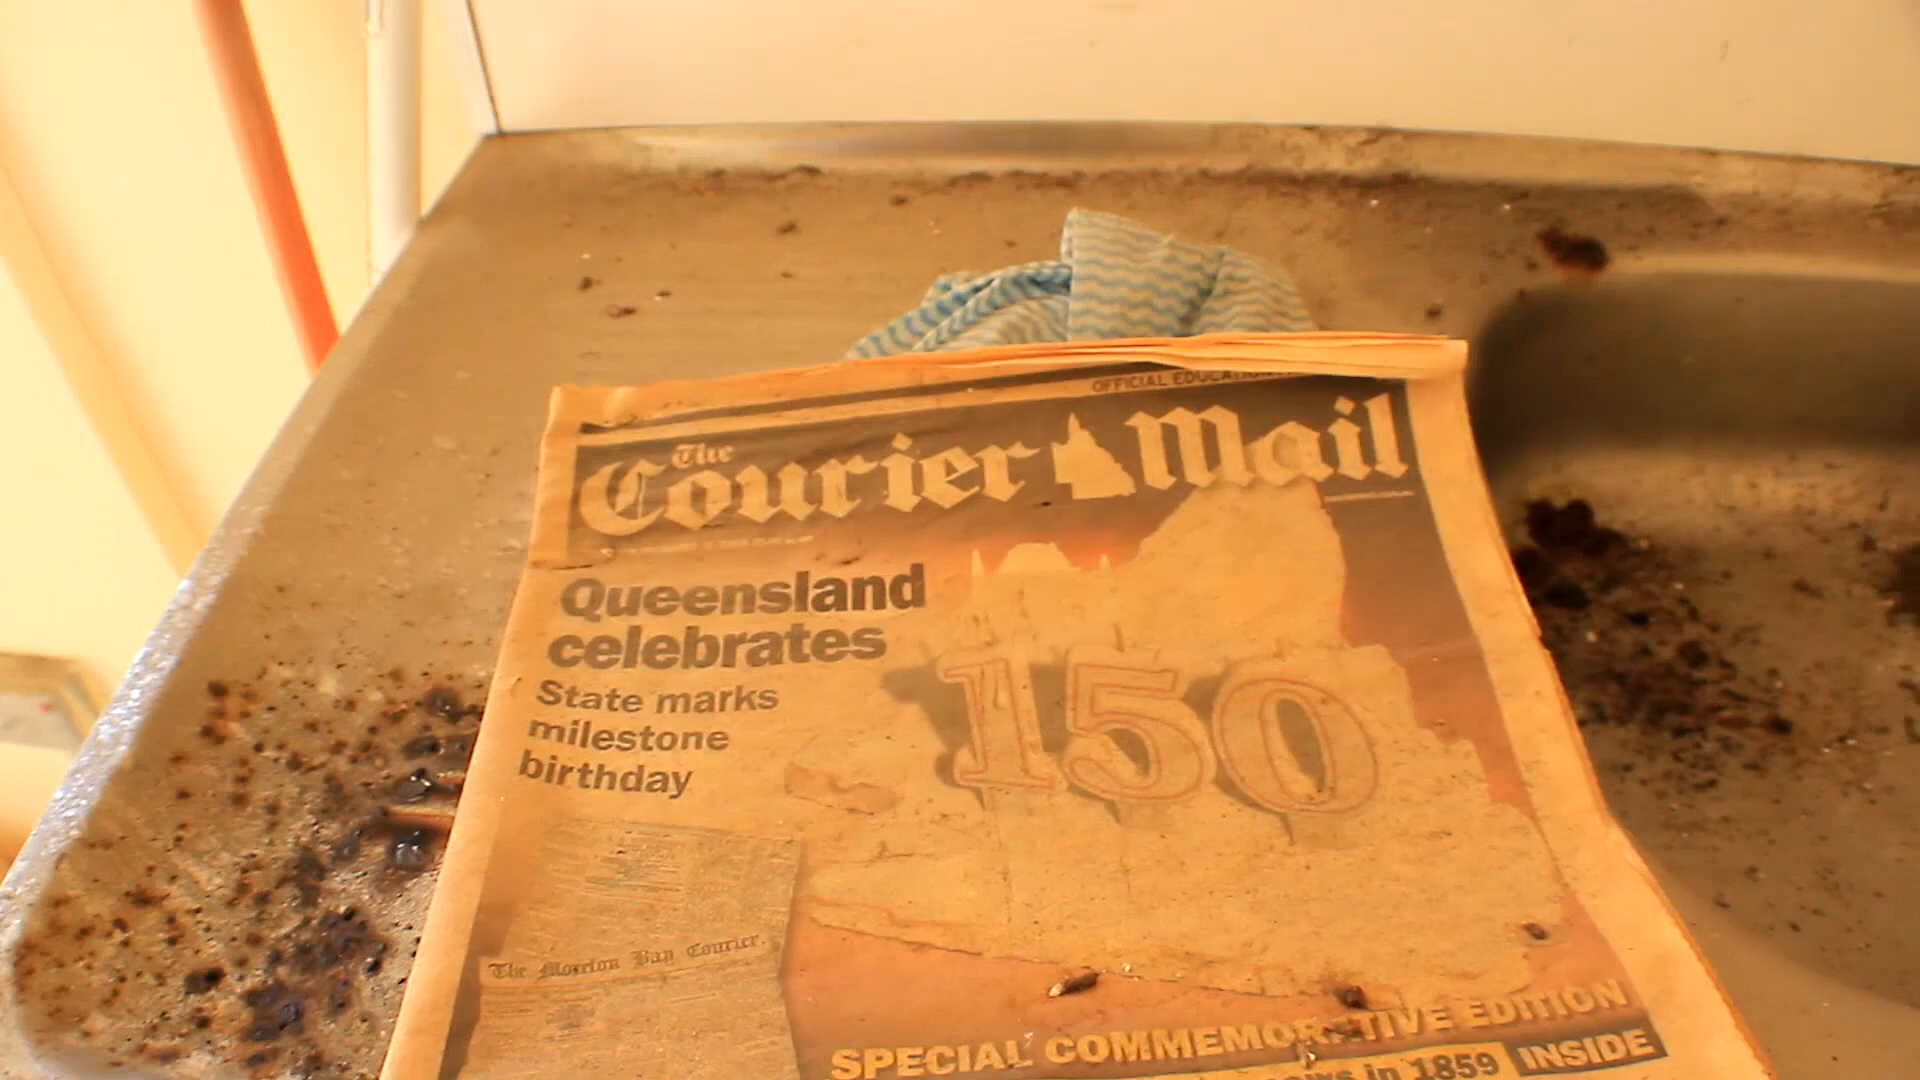 OFFICIAL
The
Courier Mail
Queensland
celebrates
State marks
milestone
birthday
150
The Moreton Bay Courier.
SPECIAL COMMEMORATIVE EDITION
in 1859 INSIDE